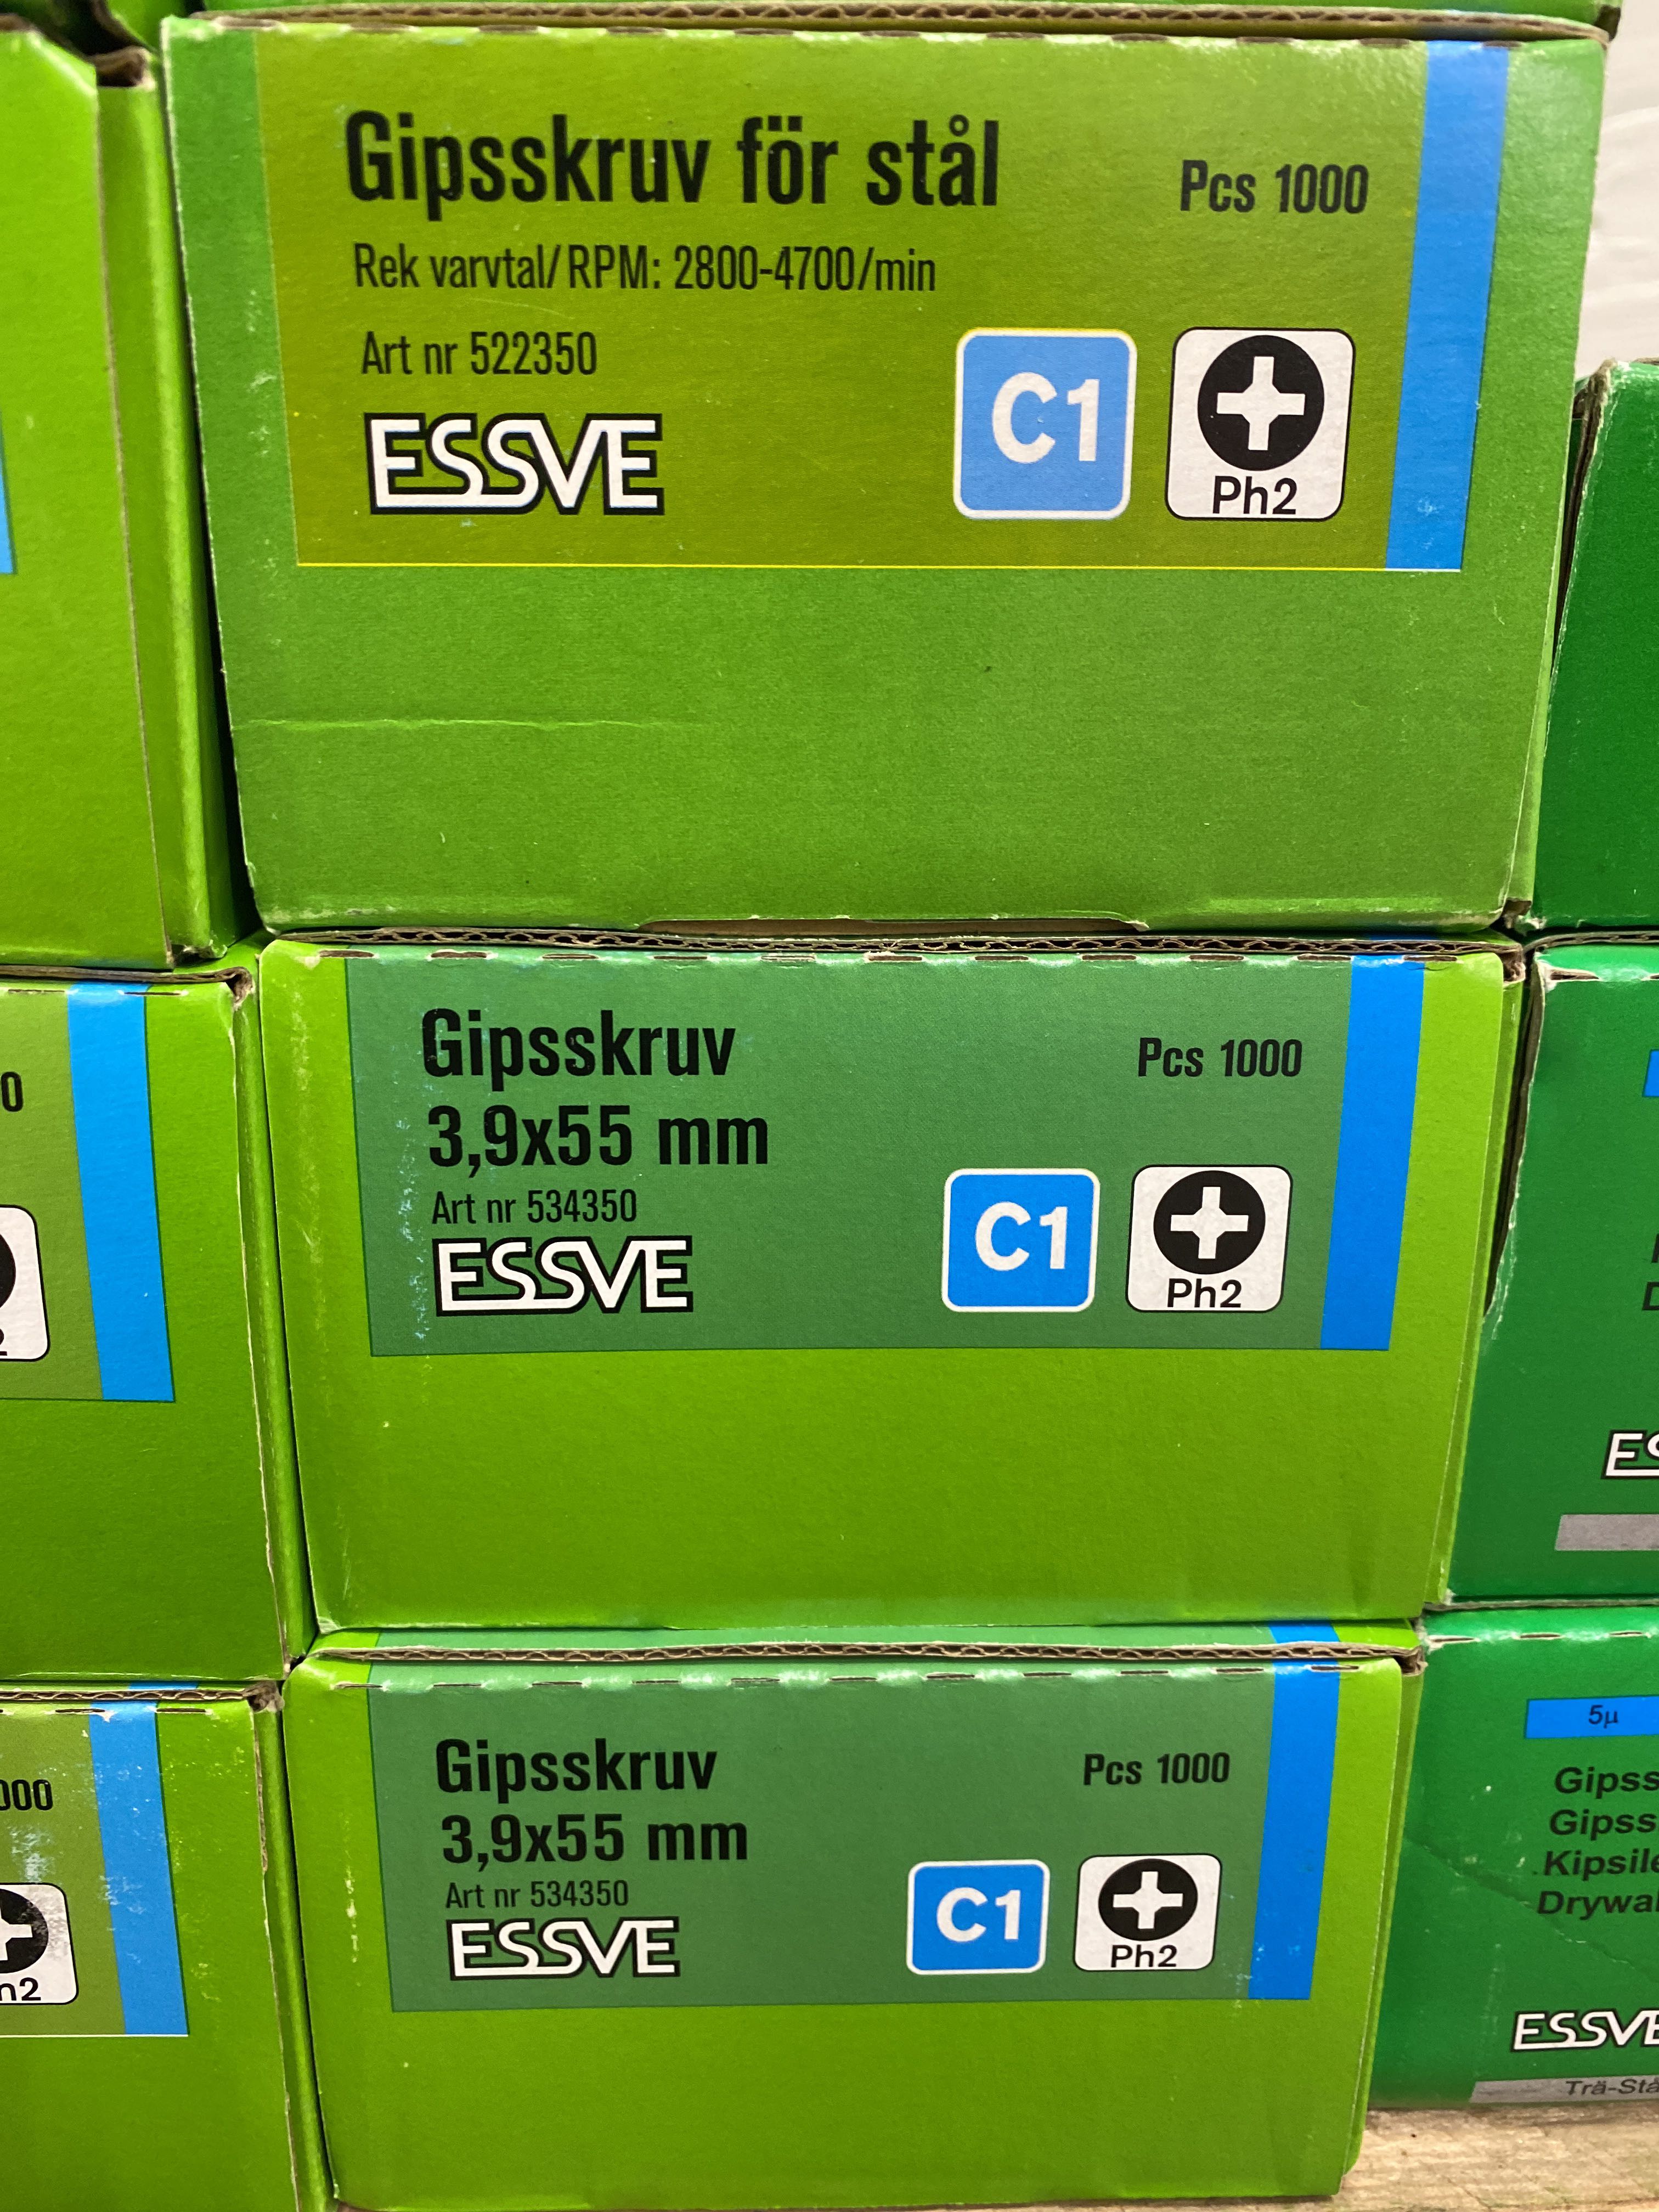 Gipsskruv för stål
Pcs 1000
Rek varvtal/RPM: 2800-4700/min
Art nr 522350
ESSVE
C1
Ph2
Gipsskruv
3,9x55 mm
Pcs 1000
Art nr 534350
ESSVE
C1
Ph2
Gipsskruv
3,9x55 mm
Pcs 1000
Art nr 534350
ESSVE
C1
Ph2
5µ
ESSVE